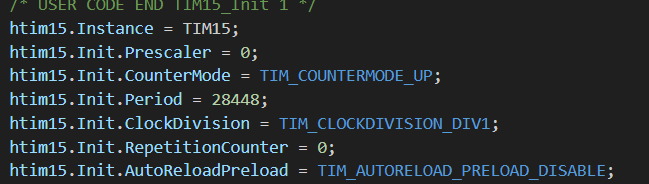 /* USER CODE END TIM15_Init 1 */
htim15.Instance = TIM15;
htim15.Init.Prescaler = 0;
htim15.Init.CounterMode = TIM_COUNTERMODE_UP;
htim15.Init.Period = 28448;
htim15.Init.ClockDivision = TIM_CLOCKDIVISION_DIV1;
htim15.Init.RepetitionCounter = 0;
htim15.Init.AutoReloadPreload = TIM_AUTORELOAD_PRELOAD_DISABLE;